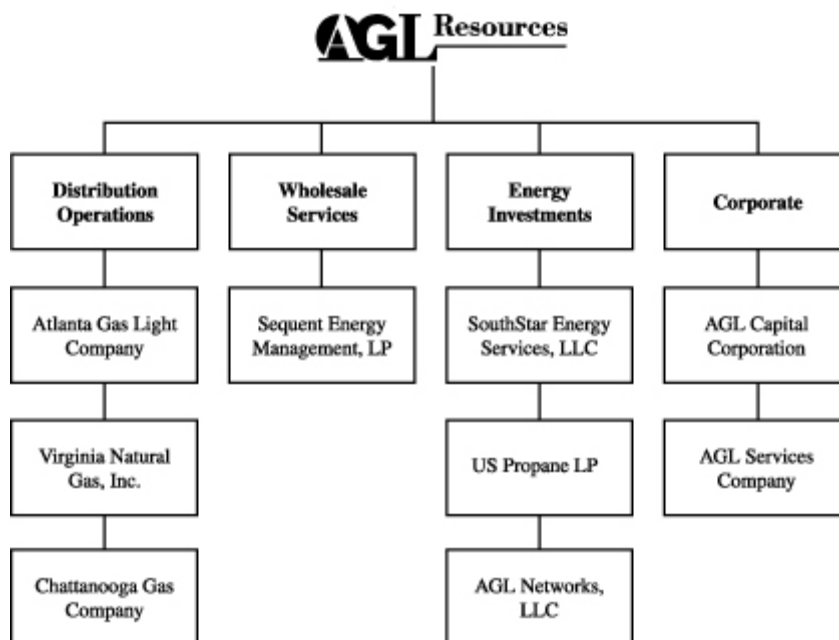 AGL Resources
Distribution
Operations
Wholesale
Services
Energy
Investments
Corporate
Atlanta Gas Light
Company
Sequent Energy
Management, LP
SouthStar Energy
Services, LLC
AGL Capital
Corporation
Virginia Natural
Gas, Inc.
US Propane LP
AGL Services
Company
Chattanooga Gas
Company
AGL Networks,
LLC